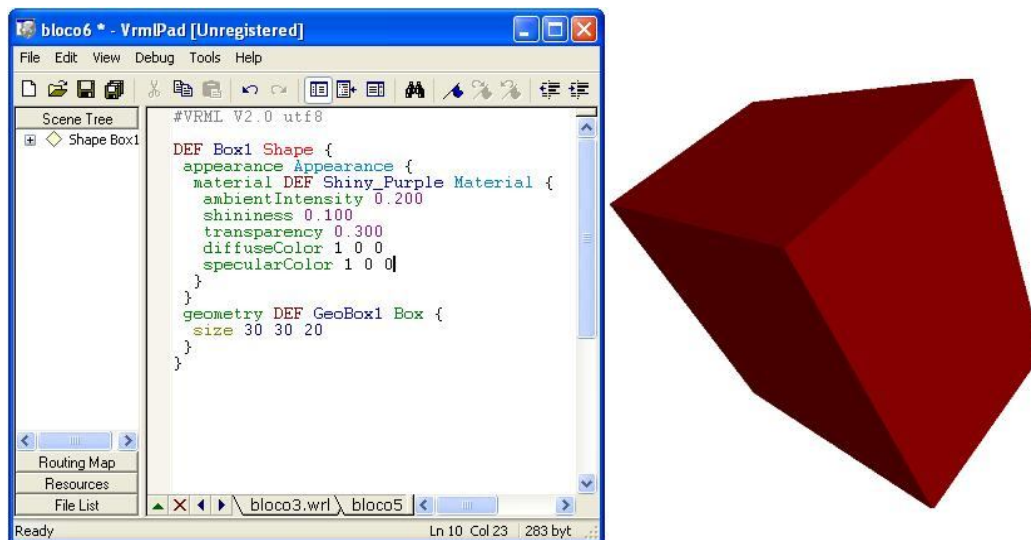 bloco6 * - VrmlPad [Unregistered]
File Edit View Debug Tools Help
Scene Tree
Shape Box1
#VRML V2.0 utf8
DEF Box1 Shape {
appearance Appearance {
material DEF Shiny_Purple Material {
ambientIntensity 0.200
shininess 0.100
transparency 0.300
diffuseColor 1 0 0
specularColor 1 0 0
}
}
geometry DEF GeoBox1 Box {
size 30 30 20
}
}
Routing Map
Resources
File List
bloco3.wrl bloco5
Ready Ln 10 Col 23 283 byt